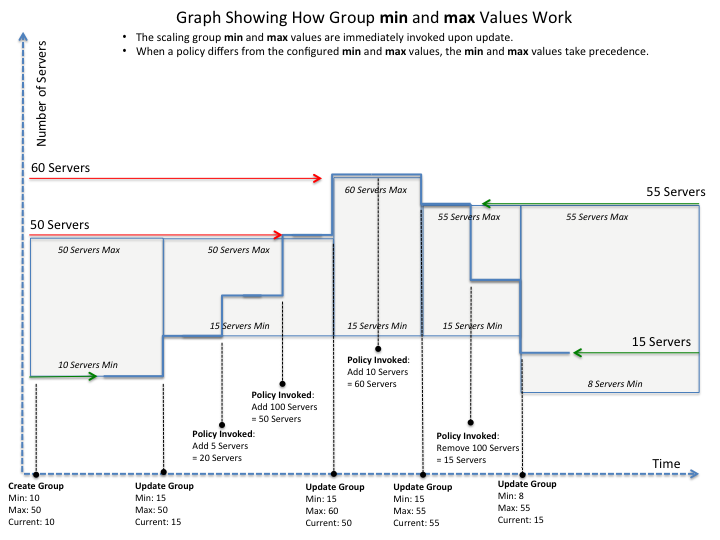 Graph Showing How Group min and max Values Work
• The scaling group min and max values are immediately invoked upon update.
• When a policy differs from the configured min and max values, the min and max values take precedence.
Number of Servers
60 Servers
55 Servers
60 Servers Max
50 Servers
55 Servers Max
55 Servers Max
50 Servers Max
50 Servers Max
15 Servers Min
15 Servers Min
15 Servers Min
15 Servers
10 Servers Min
8 Servers Min
Policy Invoked:
Add 10 Servers
= 60 Servers
Policy Invoked:
Add 100 Servers
= 50 Servers
Policy Invoked:
Add 5 Servers
= 20 Servers
Policy Invoked:
Remove 100 Servers
= 15 Servers
Time
Create Group
Min: 10
Max: 50
Current: 10
Update Group
Min: 15
Max: 50
Current: 15
Update Group
Min: 15
Max: 60
Current: 50
Update Group
Min: 15
Max: 55
Current: 55
Update Group
Min: 8
Max: 55
Current: 15